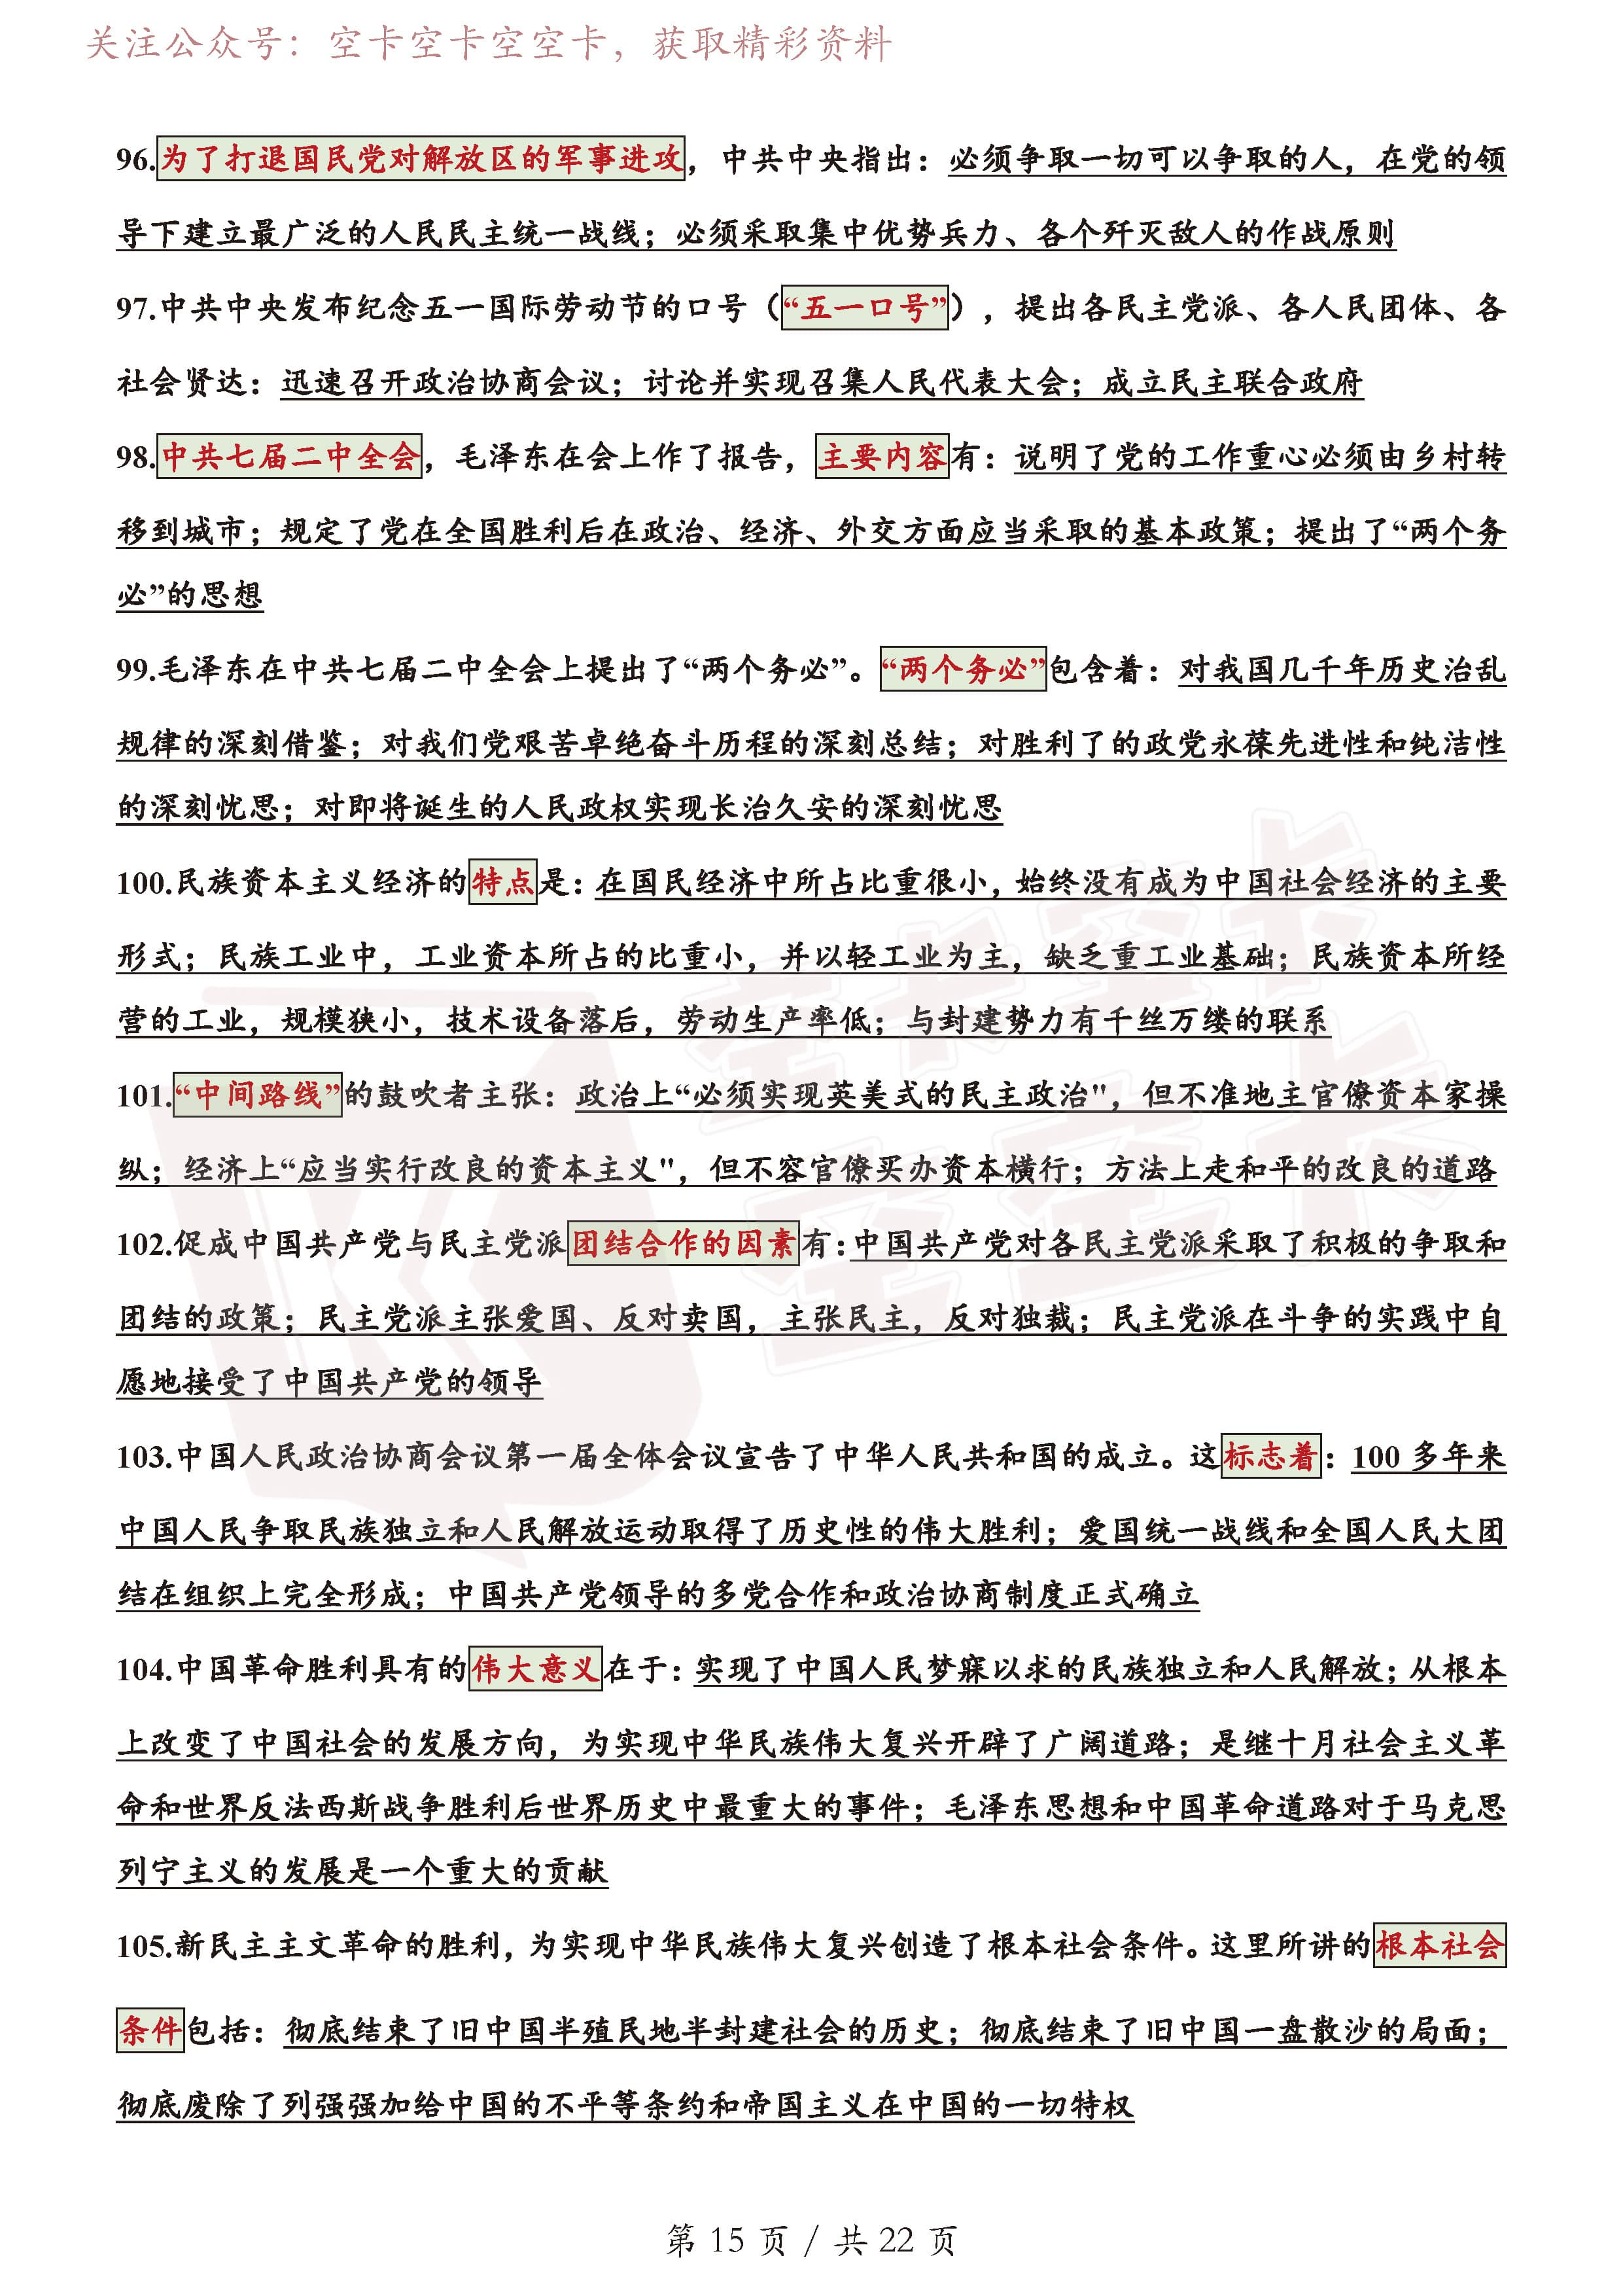 关注公众号：空卡空卡空空卡，获取精彩资料
96.为了打退国民党对解放区的军事进攻，中共中央指出：必须争取一切可以争取的人，在党的领
导下建立最广泛的人民民主统一战线；必须采取集中优势兵力、各个歼灭敌人的作战原则
97.中共中央发布纪念五一国际劳动节的口号（“五一口号”），提出各民主党派、各人民团体、各
社会贤达：迅速召开政治协商会议；讨论并实现召集人民代表大会；成立民主联合政府
98.中共七届二中全会，毛泽东在会上作了报告，主要内容有：说明了党的工作重心必须由乡村转
移到城市；规定了党在全国胜利后在政治、经济、外交方面应当采取的基本政策；提出了“两个务
必”的思想
99.毛泽东在中共七届二中全会上提出了“两个务必”。“两个务必”包含着：对我国几千年历史治乱
规律的深刻借鉴；对我们党艰苦卓绝奋斗历程的深刻总结；对胜利了的政党永葆先进性和纯洁性
的深刻忧思；对即将诞生的人民政权实现长治久安的深刻忧思
100.民族资本主义经济的特点是：在国民经济中所占比重很小，始终没有成为中国社会经济的主要
形式；民族工业中，工业资本所占的比重小，并以轻工业为主，缺乏重工业基础；民族资本所经
营的工业，规模狭小，技术设备落后，劳动生产率低；与封建势力有千丝万缕的联系
101.“中间路线”的鼓吹者主张：政治上“必须实现英美式的民主政治"，但不准地主官僚资本家操
纵；经济上“应当实行改良的资本主义"，但不容官僚买办资本横行；方法上走和平的改良的道路
102.促成中国共产党与民主党派团结合作的因素有：中国共产党对各民主党派采取了积极的争取和
团结的政策；民主党派主张爱国、反对卖国，主张民主，反对独裁；民主党派在斗争的实践中自
愿地接受了中国共产党的领导
103.中国人民政治协商会议第一届全体会议宣告了中华人民共和国的成立。这标志着：100 多年来
中国人民争取民族独立和人民解放运动取得了历史性的伟大胜利；爱国统一战线和全国人民大团
结在组织上完全形成；中国共产党领导的多党合作和政治协商制度正式确立
104.中国革命胜利具有的伟大意义在于：实现了中国人民梦寐以求的民族独立和人民解放；从根本
上改变了中国社会的发展方向，为实现中华民族伟大复兴开辟了广阔道路；是继十月社会主义革
命和世界反法西斯战争胜利后世界历史中最重大的事件；毛泽东思想和中国革命道路对于马克思
列宁主义的发展是一个重大的贡献
105.新民主主文革命的胜利，为实现中华民族伟大复兴创造了根本社会条件。这里所讲的根本社会
条件包括：彻底结束了旧中国半殖民地半封建社会的历史；彻底结束了旧中国一盘散沙的局面；
彻底废除了列强强加给中国的不平等条约和帝国主义在中国的一切特权
空卡空卡
空空卡
第 15 页 / 共 22 页